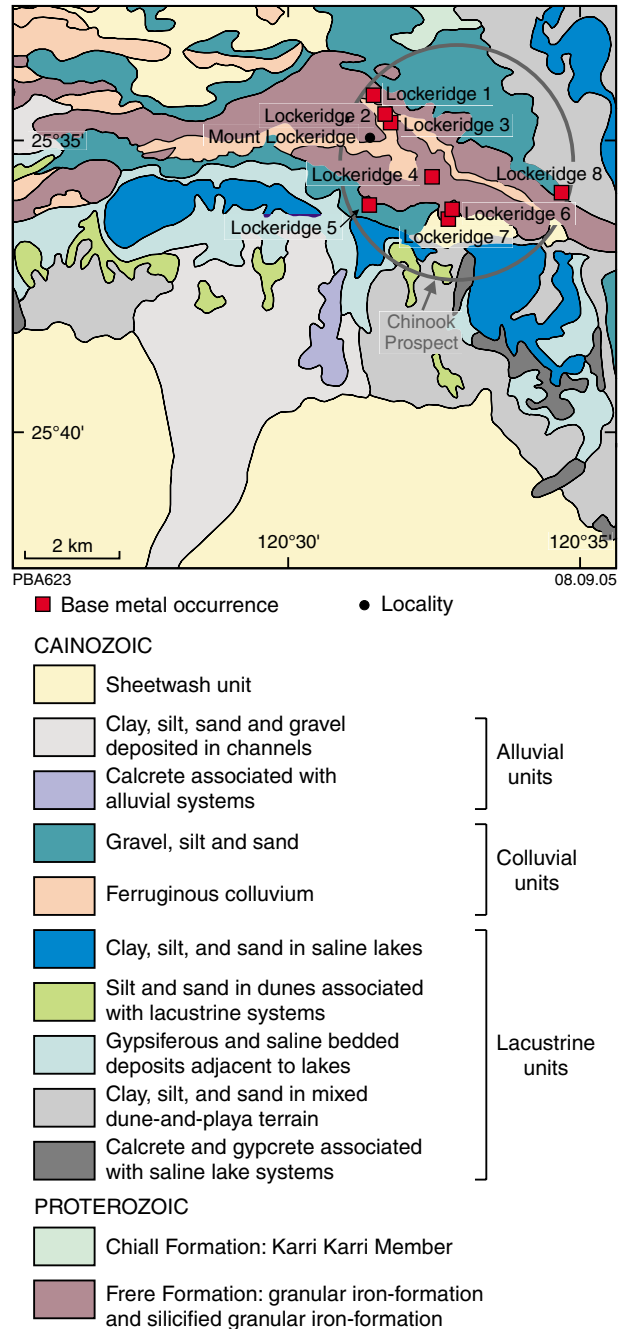 Lockeridge 1
Lockeridge 2
Lockeridge 3
25°35'
Mount Lockeridge
Lockeridge 4
Lockeridge 8
Lockeridge 5
Lockeridge 6
Lockeridge 7
Chinook
Prospect
25°40'
2 km
120°30'
120°35'
PBA623
08.09.05
Base metal occurrence
Locality
CAINOZOIC
Sheetwash unit
Clay, silt, sand and gravel
deposited in channels
Calcrete associated with
alluvial systems
Alluvial
units
Gravel, silt and sand
Ferruginous colluvium
Colluvial
units
Clay, silt, and sand in saline lakes
Silt and sand in dunes associated
with lacustrine systems
Gypsiferous and saline bedded
deposits adjacent to lakes
Clay, silt, and sand in mixed
dune-and-playa terrain
Calcrete and gypcrete associated
with saline lake systems
Lacustrine
units
PROTEROZOIC
Chiall Formation: Karri Karri Member
Frere Formation: granular iron-formation
and silicified granular iron-formation